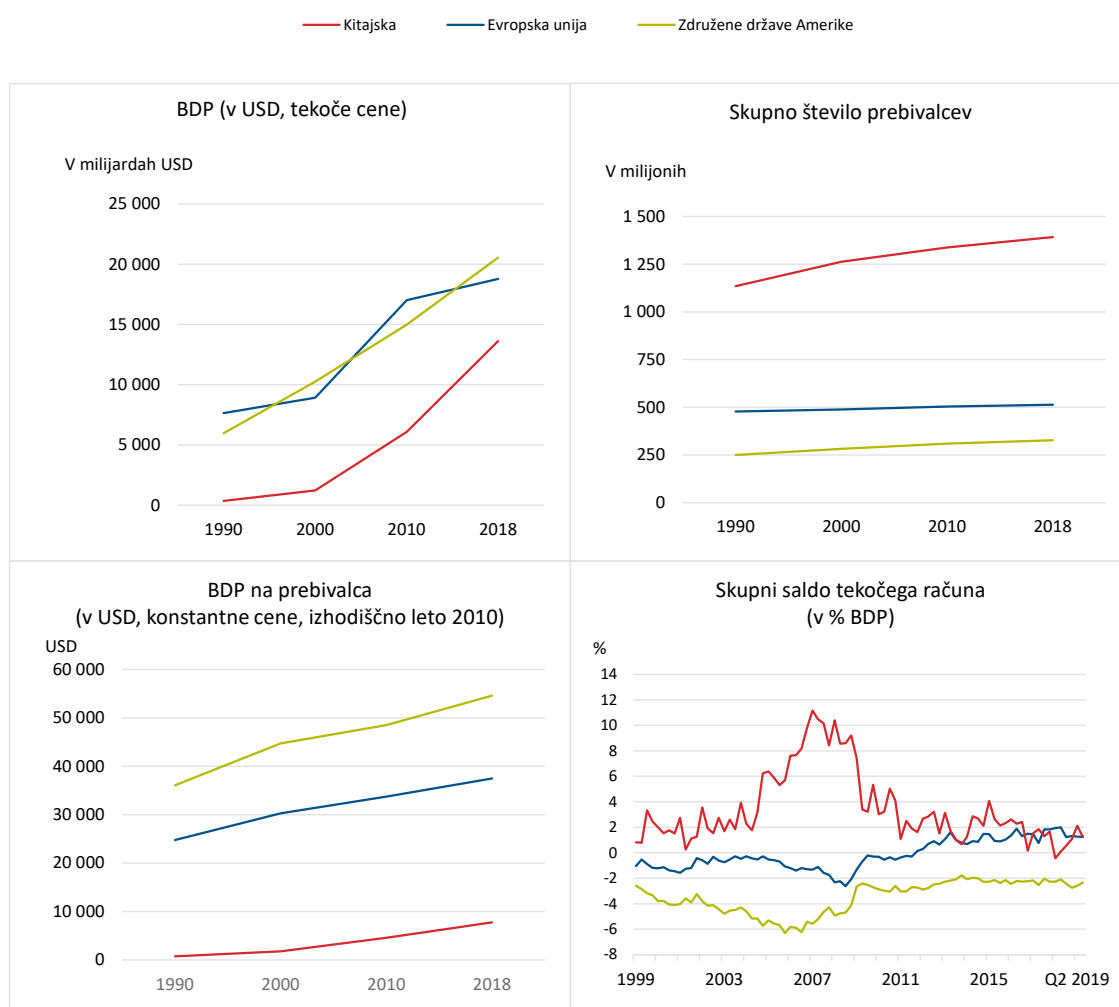 Kitajska Evropska unija Združene države Amerike
BDP (v USD, tekoče cene)
V milijardah USD
25 000
20 000
15 000
10 000
5 000
0
1990 2000 2010 2018
Skupno število prebivalcev
V milijonih
1 500
1 250
1 000
750
500
250
0
1990 2000 2010 2018
BDP na prebivalca
(v USD, konstantne cene, izhodiščno leto 2010)
USD
60 000
50 000
40 000
30 000
20 000
10 000
0
1990 2000 2010 2018
Skupni saldo tekočega računa
(v % BDP)
%
14
12
10
8
6
4
2
0
-2
-4
-6
-8
1999 2003 2007 2011 2015 Q2 2019